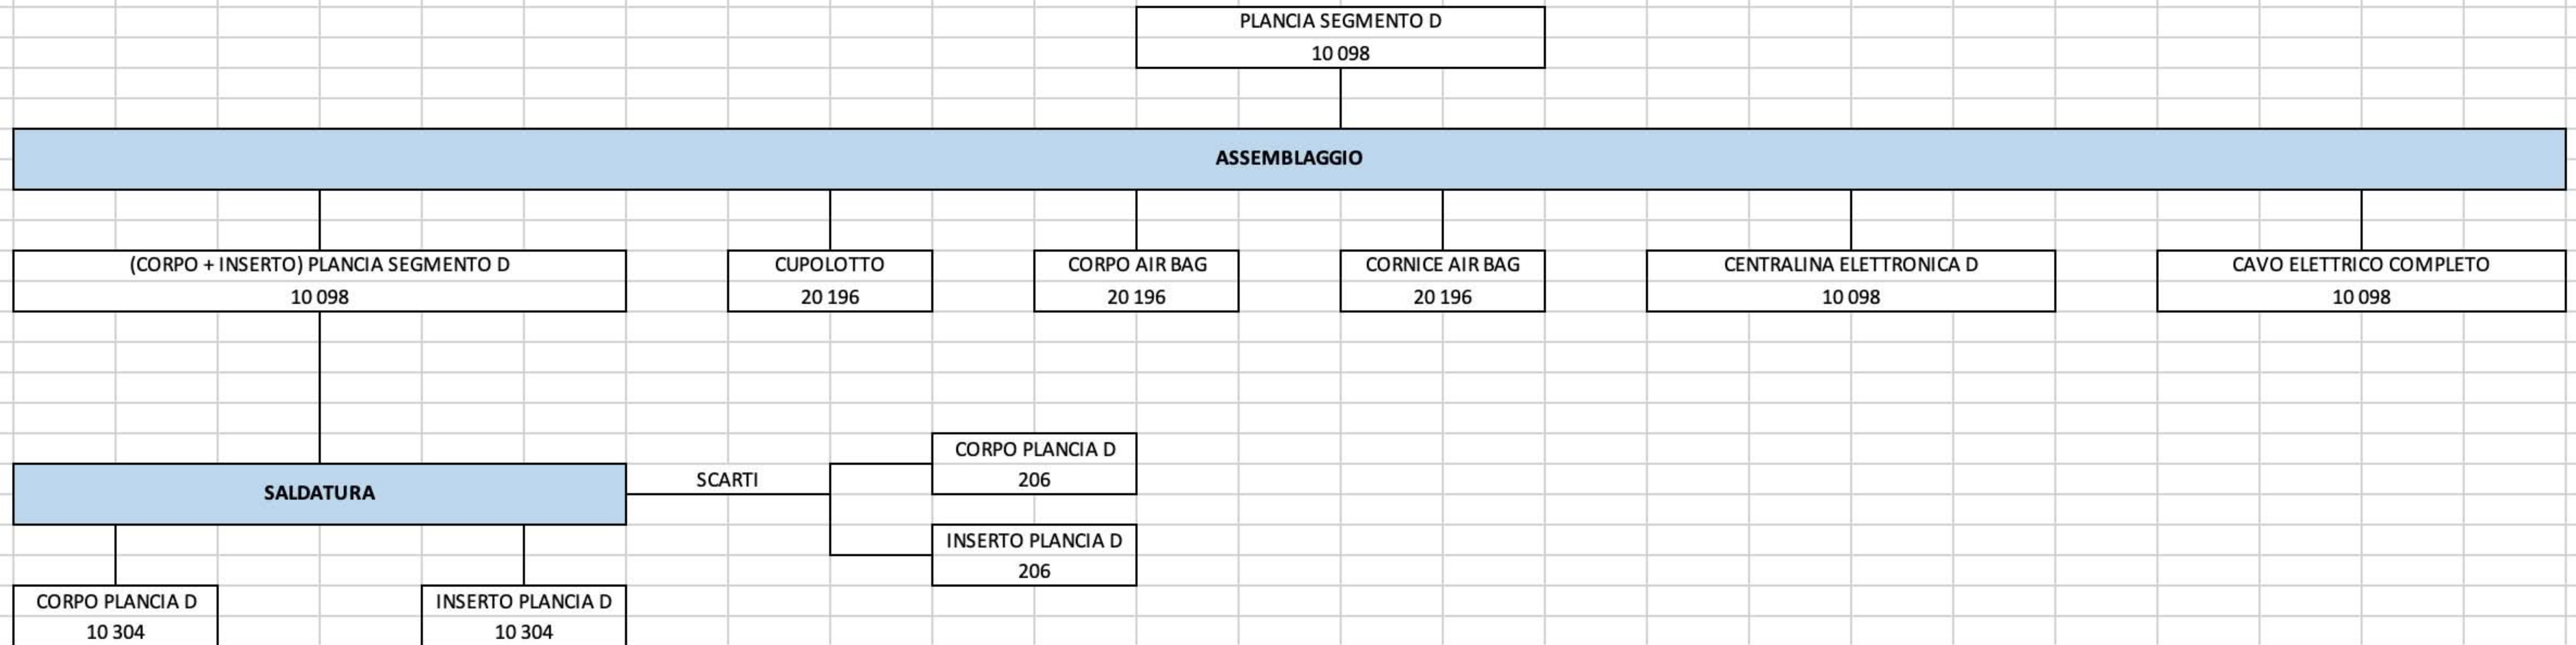 PLANCIA SEGMENTO D
10 098
ASSEMBLAGGIO
(CORPO + INSERTO) PLANCIA SEGMENTO D
10 098
CUPOLOTTO
20 196
CORPO AIR BAG
20 196
CORNICE AIR BAG
20 196
CENTRALINA ELETTRONICA D
10 098
CAVO ELETTRICO COMPLETO
10 098
SALDATURA
SCARTI
CORPO PLANCIA D
206
INSERTO PLANCIA D
206
CORPO PLANCIA D
10 304
INSERTO PLANCIA D
10 304